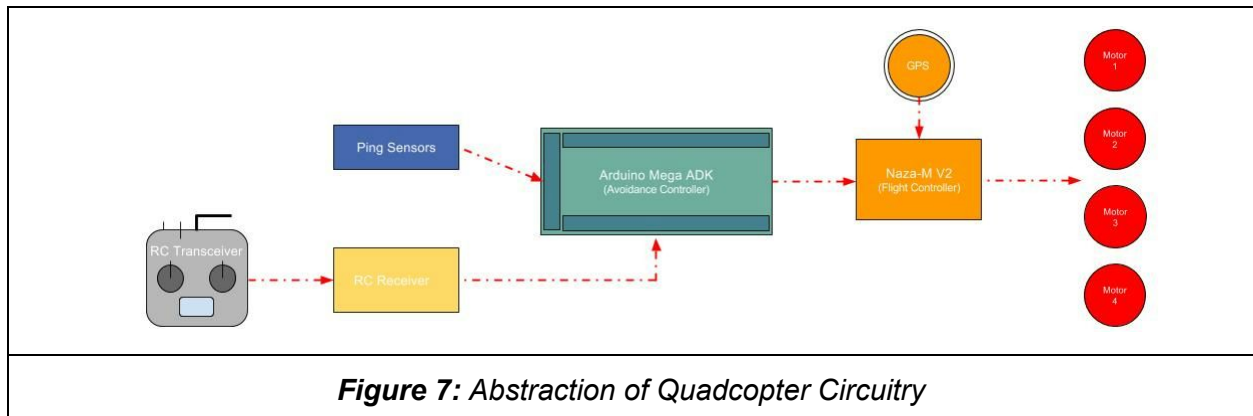 GPS
Motor
1
Motor
2
Ping Sensors
Arduino Mega ADK
(Avoidance Controller)
Naza-M V2
(Flight Controller)
Motor
3
RC Transceiver
RC Receiver
Motor
4
Figure 7: Abstraction of Quadcopter Circuitry